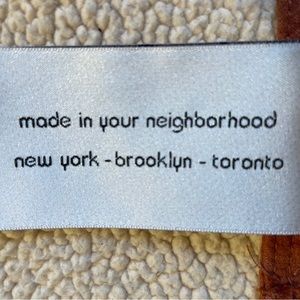 made in your neighborhood
new york - brooklyn - toronto